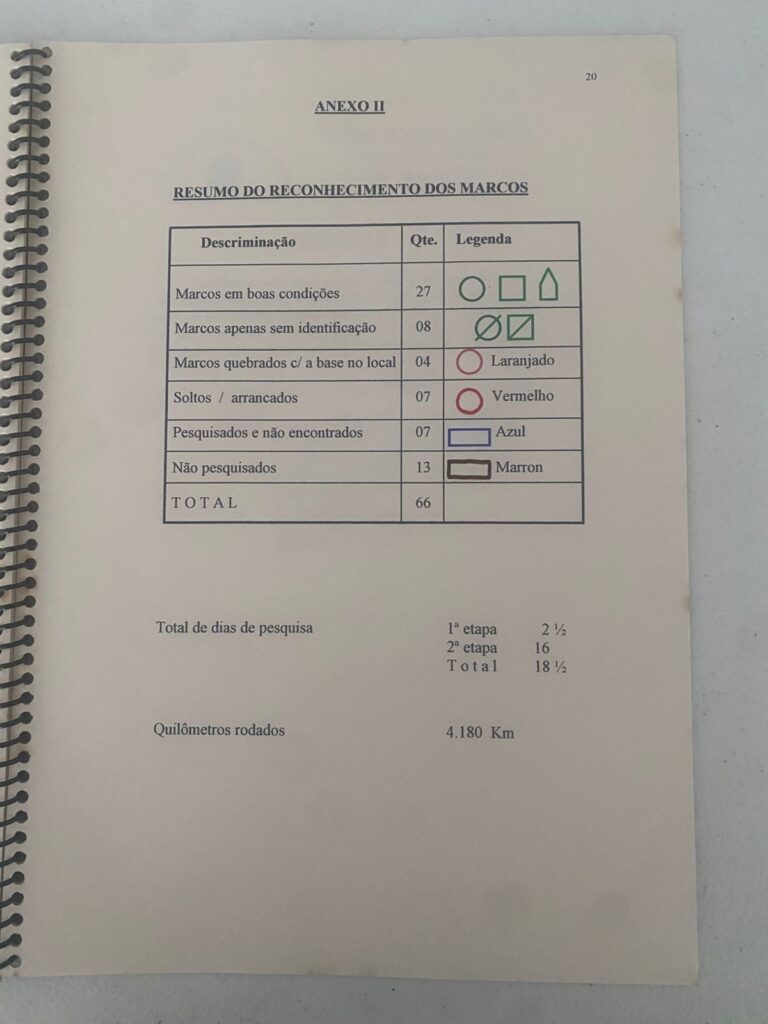 20
ANEXO II
RESUMO DO RECONHECIMENTO DOS MARCOS
Descriminação Qte. Legenda
Marcos em boas condições 27
Marcos apenas sem identificação 08
Marcos quebrados c/ a base no local 04 Laranjado
Soltos / arrancados 07 Vermelho
Pesquisados e não encontrados 07 Azul
Não pesquisados 13 Marron
T O T A L 66
Total de dias de pesquisa 1ª etapa 2 ½
2ª etapa 16
T o t a l 18 ½
Quilômetros rodados 4.180 Km